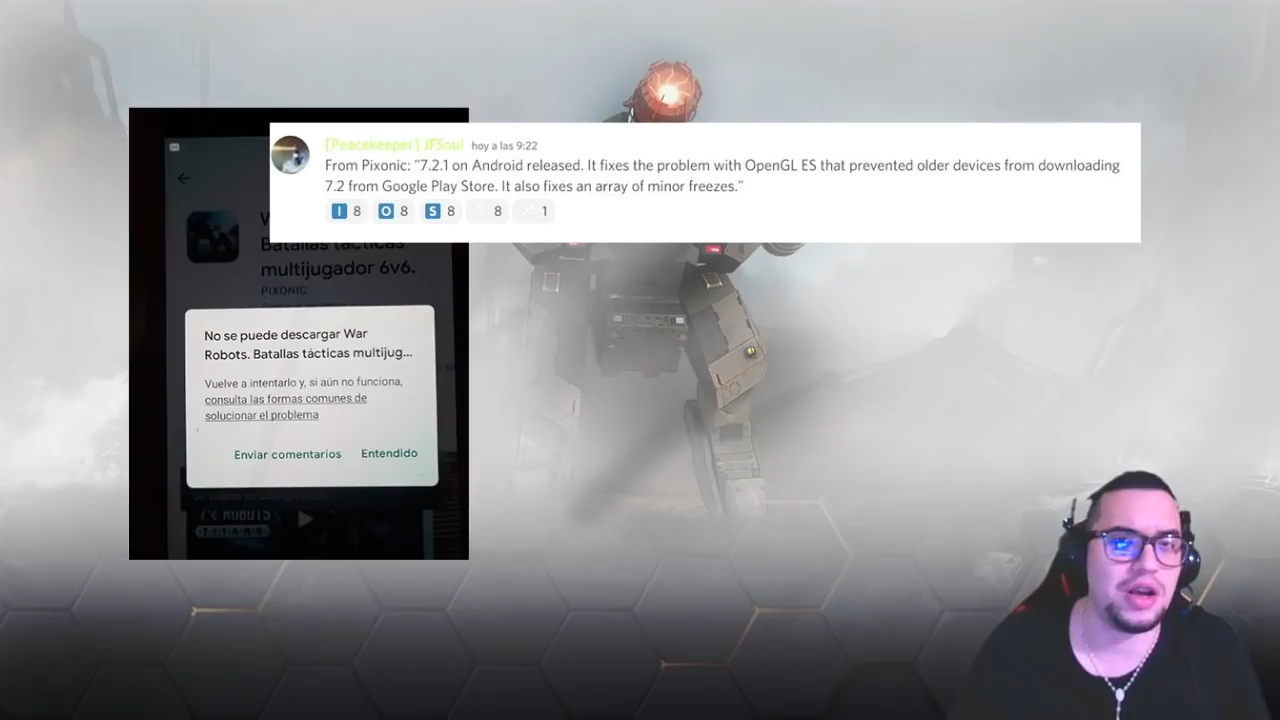 [Peacekeeper] JFSoul hoy a las 9:22
From Pixonic: "7.2.1 on Android released. It fixes the problem with OpenGL ES that prevented older devices from downloading
7.2 from Google Play Store. It also fixes an array of minor freezes."
I 8 O 8 S 8 8 1
W
Batallas tácticas
multijugador 6v6.
PIXONIC
No se puede descargar War
Robots. Batallas tácticas multijug...
Vuelve a intentarlo y, si aún no funciona,
consulta las formas comunes de
solucionar el problema
Enviar comentarios Entendido
ROBOTS
TITANS